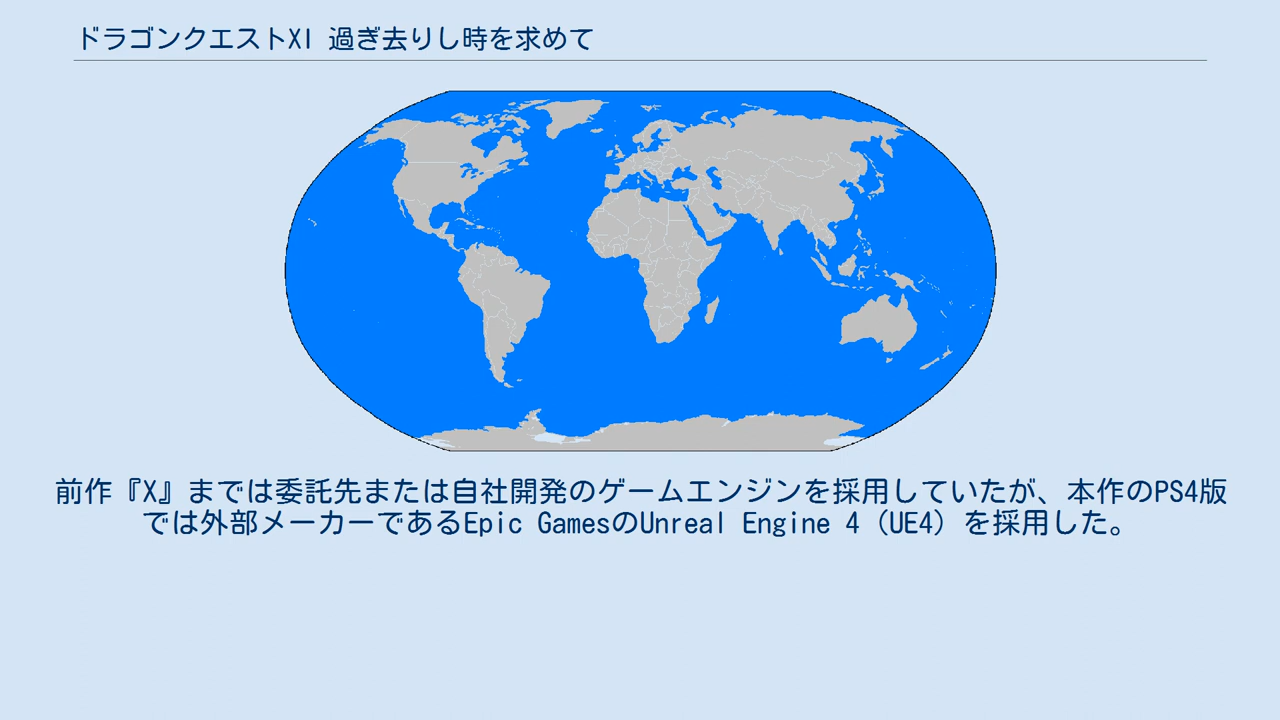 ドラゴンクエストXI 過ぎ去りし時を求めて
前作『X』までは委託先または自社開発のゲームエンジンを採用していたが、本作のPS4版
では外部メーカーであるEpic GamesのUnreal Engine 4（UE4）を採用した。